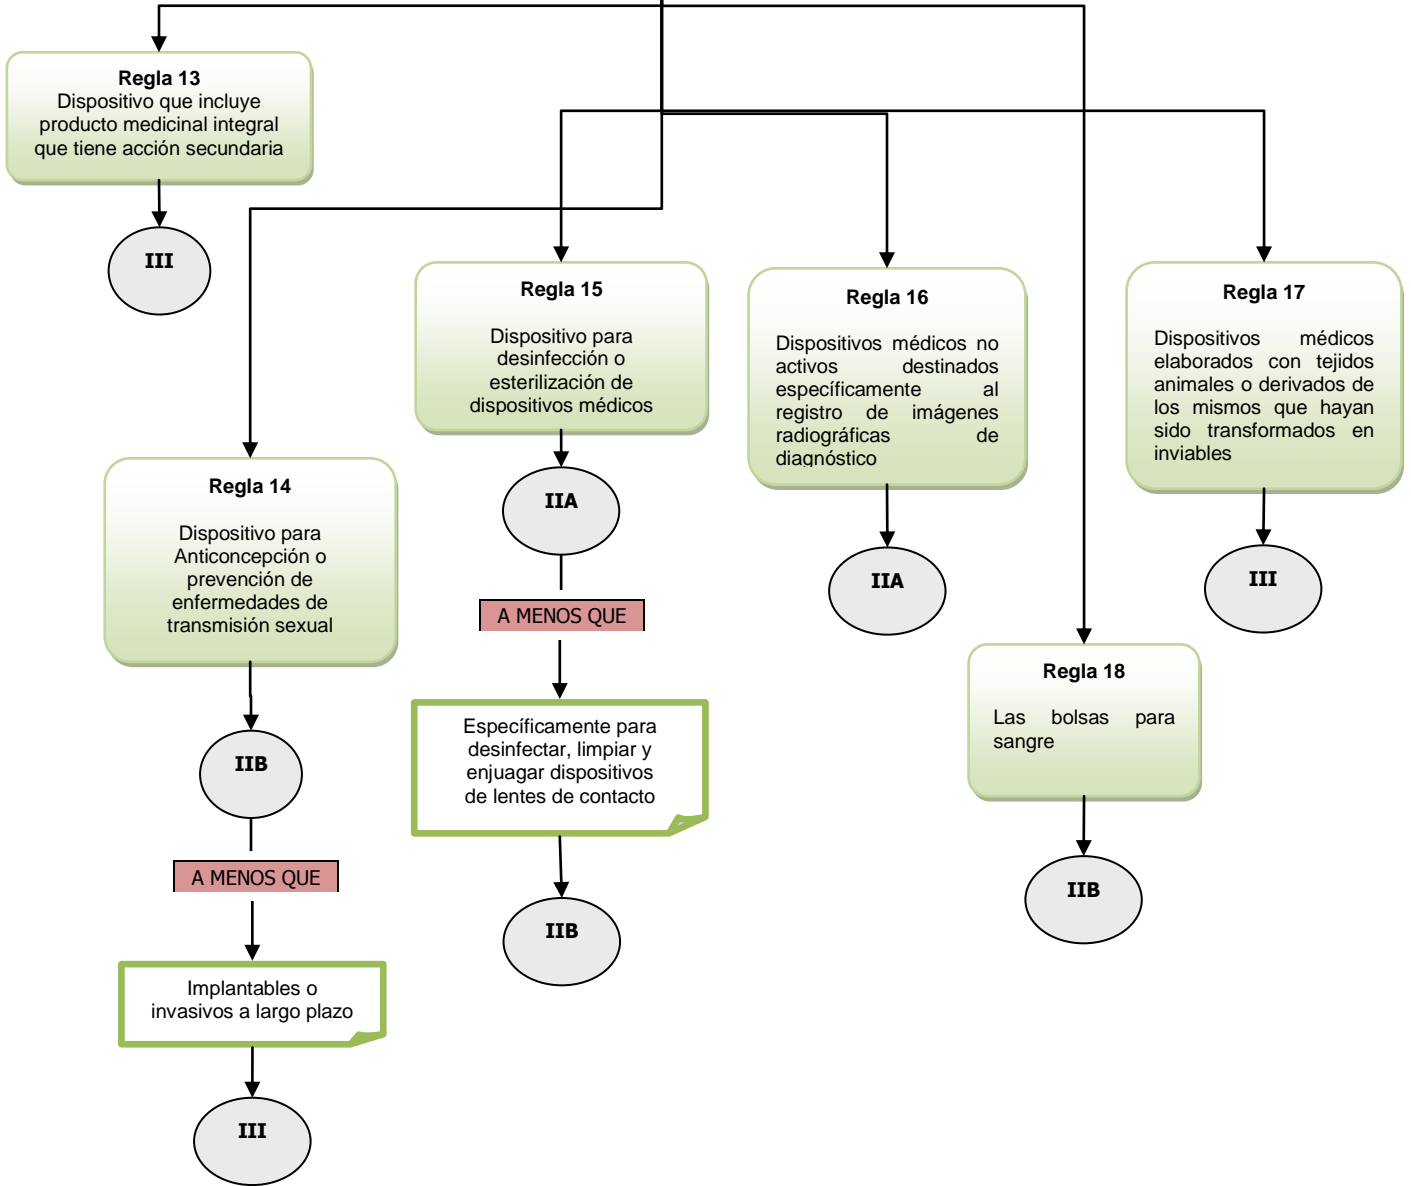 Regla 13
Dispositivo que incluye
producto medicinal integral
que tiene acción secundaria
III
Regla 14
Dispositivo para
Anticoncepción o
prevención de
enfermedades de
transmisión sexual
IIB
A MENOS QUE
Implantables o
invasivos a largo plazo
III
Regla 15
Dispositivo para
desinfección o
esterilización de
dispositivos médicos
IIA
A MENOS QUE
Específicamente para
desinfectar, limpiar y
enjuagar dispositivos
de lentes de contacto
IIB
Regla 16
Dispositivos médicos no
activos destinados
específicamente al
registro de imágenes
radiográficas de
diagnóstico
IIA
Regla 17
Dispositivos médicos
elaborados con tejidos
animales o derivados de
los mismos que hayan
sido transformados en
inviables
III
Regla 18
Las bolsas para
sangre
IIB